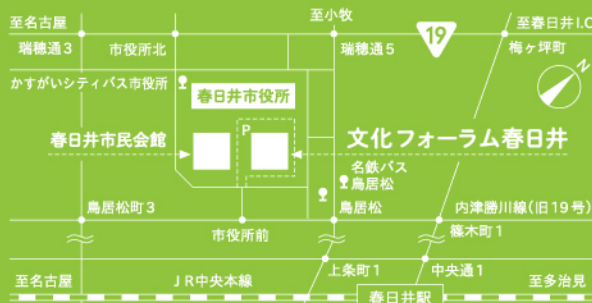 至小牧
至名古屋
19
至春日井I.C
瑞穂通3
市役所北
瑞穂通5
梅ヶ坪町
N
かすがいシティバス市役所
春日井市役所
P
春日井市民会館
文化フォーラム春日井
名鉄バス
鳥居松
鳥居松町3
鳥居松
内津勝川線(旧19号)
市役所前
篠木町1
上条町1
中央通1
至名古屋
JR中央本線
至多治見
春日井駅